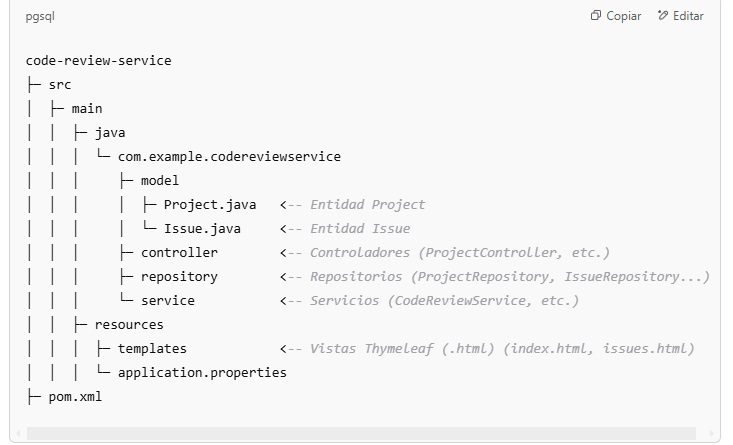 pgsql Copiar Editar
code-review-service
├─ src
│  ├─ main
│  │  ├─ java
│  │  │  └─ com.example.codereviewservice
│  │  │     ├─ model
│  │  │     │  ├─ Project.java   <-- Entidad Project
│  │  │     │  └─ Issue.java     <-- Entidad Issue
│  │  │     ├─ controller        <-- Controladores (ProjectController, etc.)
│  │  │     ├─ repository        <-- Repositorios (ProjectRepository, IssueRepository...)
│  │  │     └─ service           <-- Servicios (CodeReviewService, etc.)
│  │  ├─ resources
│  │  │  ├─ templates            <-- Vistas Thymeleaf (.html) (index.html, issues.html)
│  │  │  └─ application.properties
├─ pom.xml